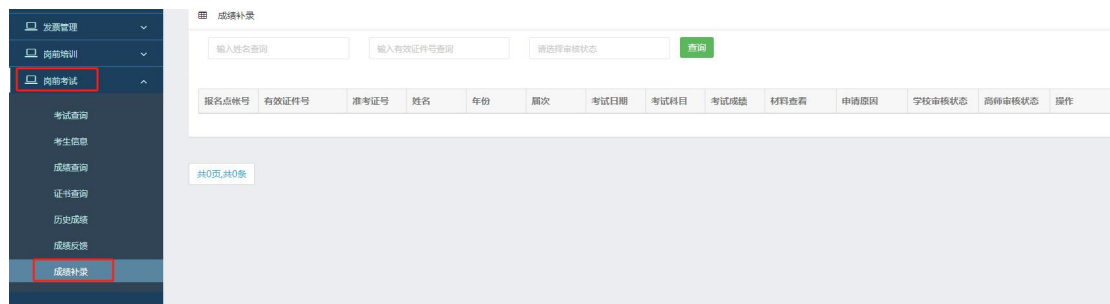 发票管理
岗前培训
岗前考试
考试查询
考生信息
成绩查询
证书查询
历史成绩
成绩反馈
成绩补录
成绩补录
输入姓名查询 输入有效证件号查询 请选择审核状态 查询
报名点帐号 有效证件号 准考证号 姓名 年份 届次 考试日期 考试科目 考试成绩 材料查看 申请原因 学校审核状态 高师审核状态 操作
共0页,共0条